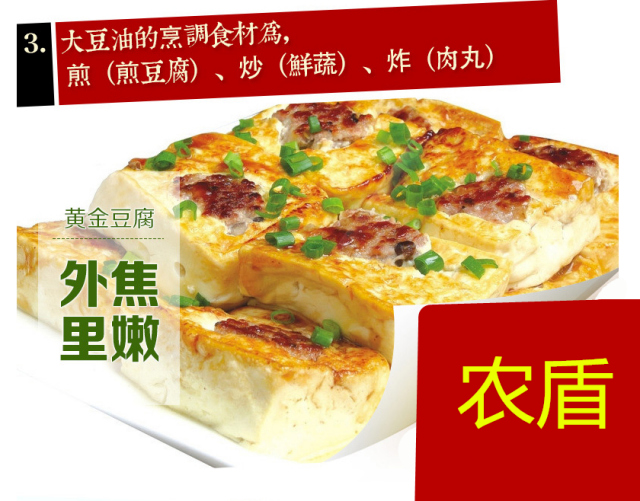 3. 大豆油的烹調食材為,
煎（煎豆腐）、炒（鮮蔬）、炸（肉丸）
黄金豆腐
外焦
里嫩
农盾